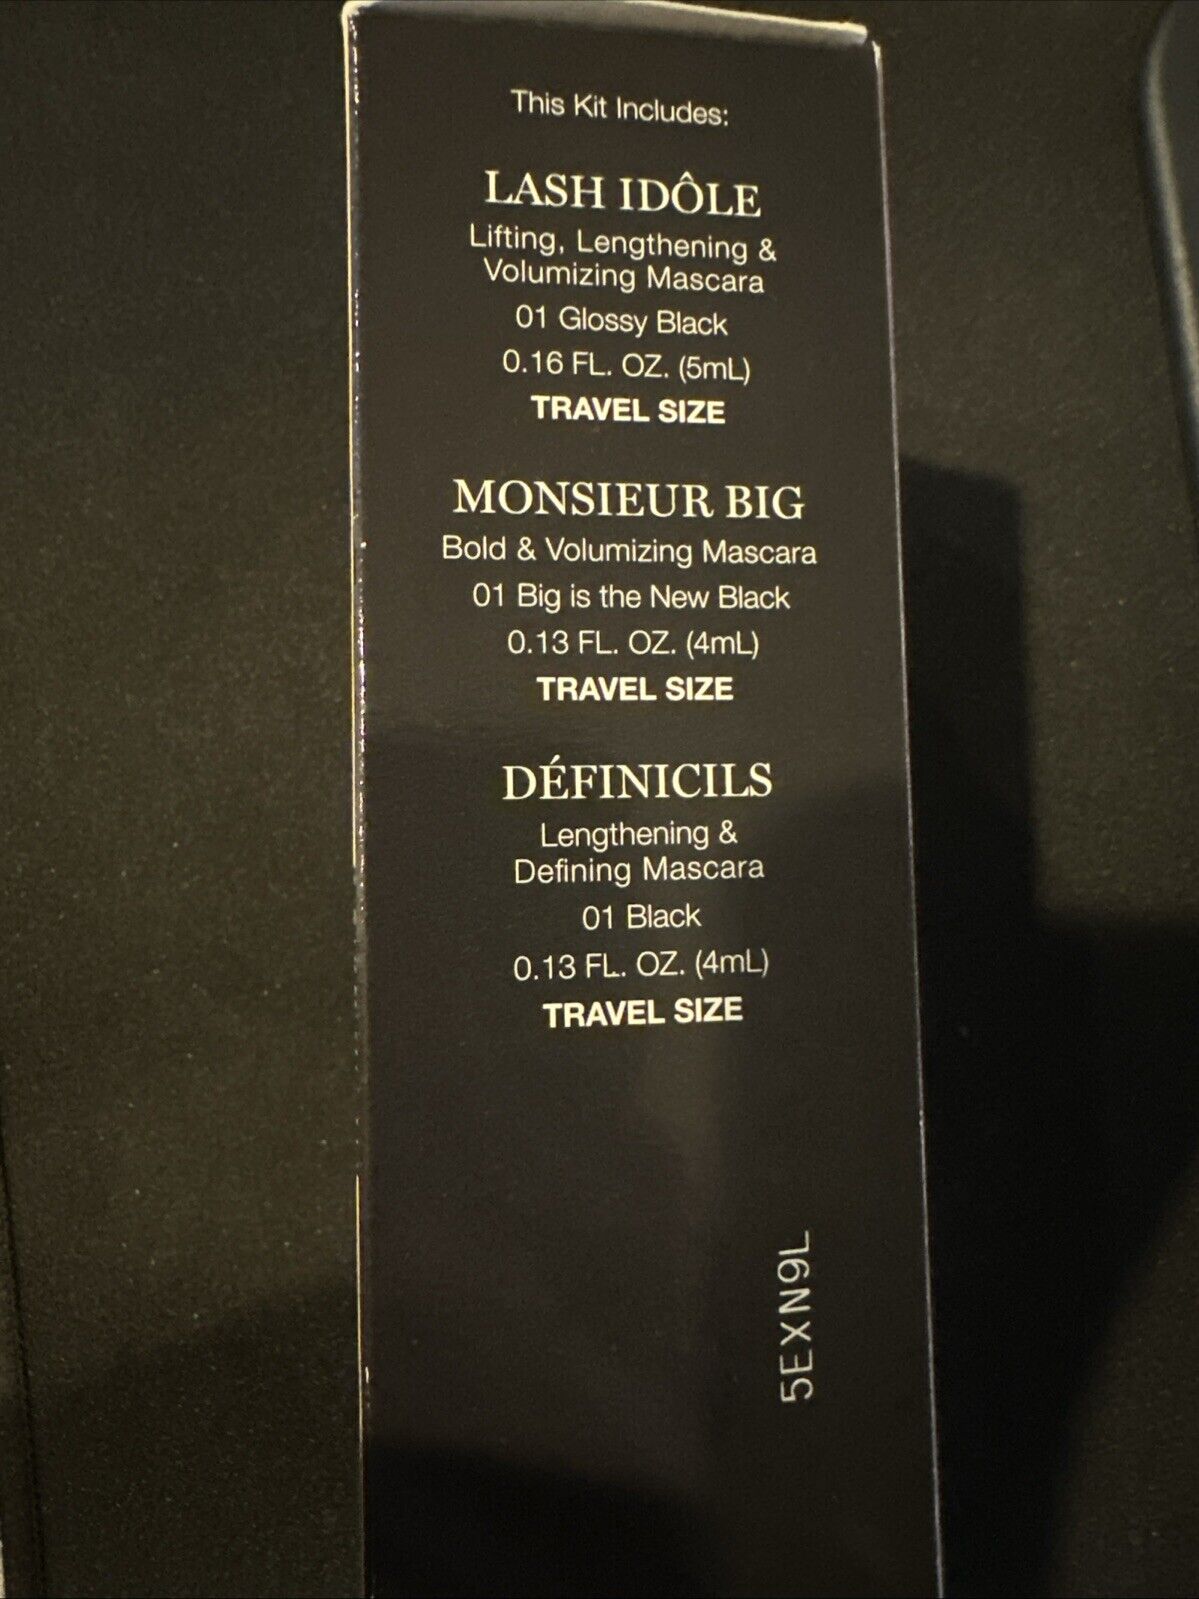 This Kit Includes:
LASH IDÔLE
Lifting, Lengthening &
Volumizing Mascara
01 Glossy Black
0.16 FL. OZ. (5mL)
TRAVEL SIZE
MONSIEUR BIG
Bold & Volumizing Mascara
01 Big is the New Black
0.13 FL. OZ. (4mL)
TRAVEL SIZE
DÉFINICILS
Lengthening &
Defining Mascara
01 Black
0.13 FL. OZ. (4mL)
TRAVEL SIZE
5EXN9L